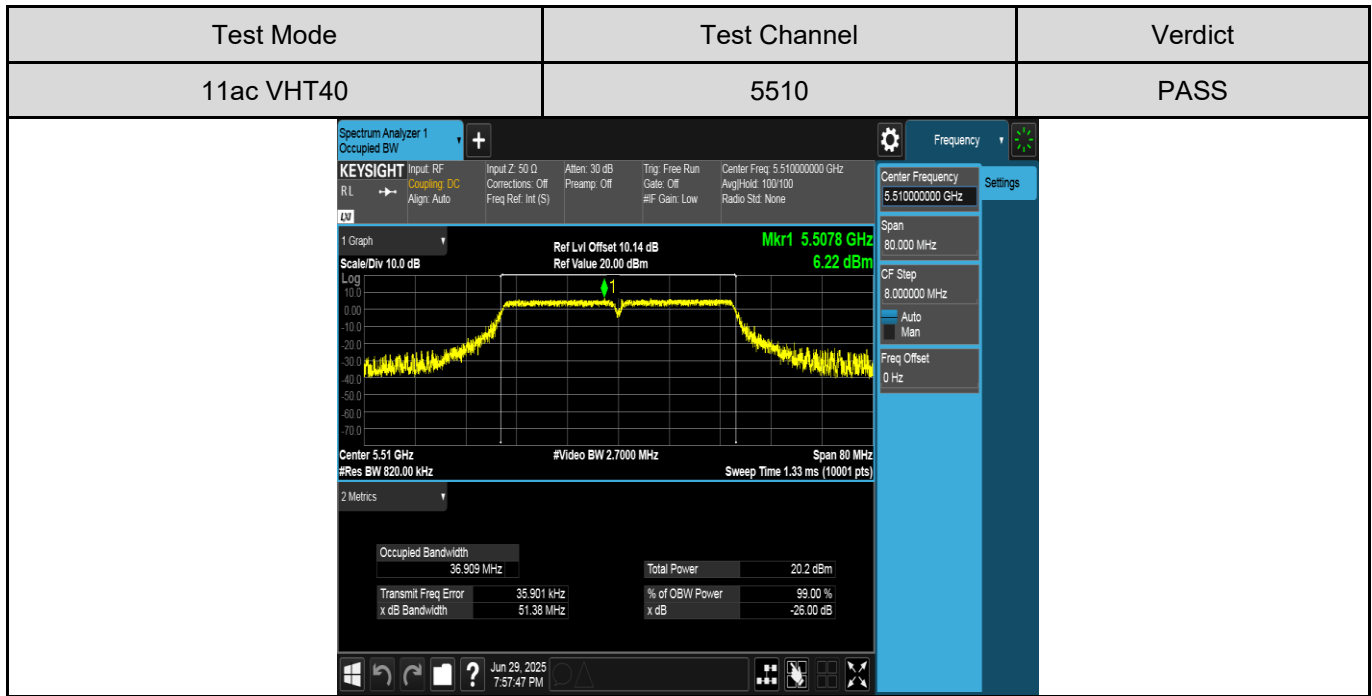 Test Mode Test Channel Verdict
11ac VHT40 5510 PASS
Spectrum Analyzer 1
Occupied BW
+
Frequency
KEYSIGHT Input: RF Input Z: 50 Ω Atten: 30 dB Trig: Free Run Center Freq: 5.510000000 GHz
RL Coupling: DC Corrections: Off Preamp: Off Gate: Off Avg|Hold: 100/100
Align: Auto Freq Ref: Int (S) #IF Gain: Low Radio Std: None
LXI
Center Frequency
5.510000000 GHz
Settings
Span
80.000 MHz
CF Step
8.000000 MHz
Auto
Man
Freq Offset
0 Hz
1 Graph Ref Lvl Offset 10.14 dB Mkr1 5.5078 GHz
Scale/Div 10.0 dB Ref Value 20.00 dBm 6.22 dBm
Log
10.0
1
0.00
-10.0
-20.0
-30.0
-40.0
-50.0
-60.0
-70.0
Center 5.51 GHz #Video BW 2.7000 MHz Span 80 MHz
#Res BW 820.00 kHz Sweep Time 1.33 ms (10001 pts)
2 Metrics
Occupied Bandwidth
36.909 MHz Total Power 20.2 dBm
Transmit Freq Error 35.901 kHz % of OBW Power 99.00 %
x dB Bandwidth 51.38 MHz x dB -26.00 dB
? Jun 29, 2025
7:57:47 PM